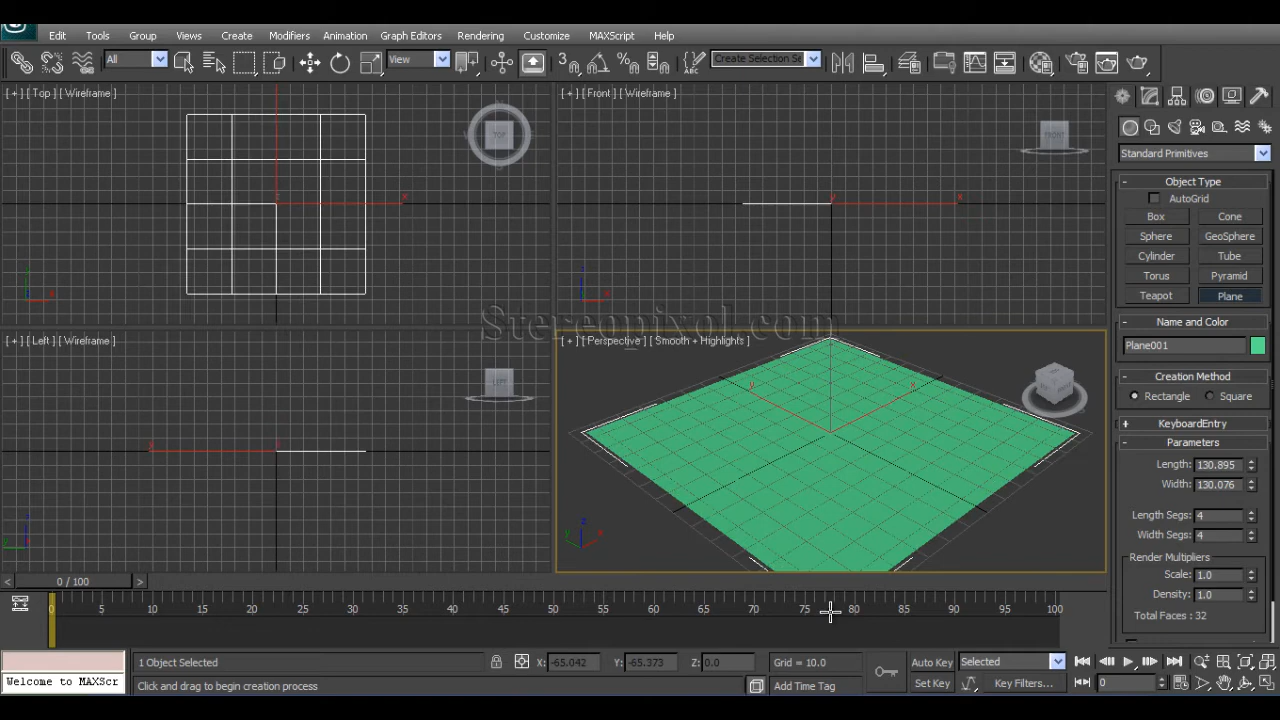 Edit Tools Group Views Create Modifiers Animation Graph Editors Rendering Customize MAXScript Help
All View Create Selection Se
[ + ] [ Top ] [ Wireframe ]
TOP
x
[ + ] [ Front ] [ Wireframe ]
FRONT
y x
z
x
Standard Primitives
- Object Type
AutoGrid
Box Cone
Sphere GeoSphere
Cylinder Tube
Torus Pyramid
Teapot Plane
Stereopixol.com
- Name and Color
Plane001
[ + ] [ Left ] [ Wireframe ]
LEFT
x
z
y
[ + ] [ Perspective ] [ Smooth + Highlights ]
y x
z
y x
- Creation Method
Rectangle Square
+ KeyboardEntry
- Parameters
Length: 130.895
Width: 130.076
Length Segs: 4
Width Segs: 4
Render Multipliers
Scale: 1.0
Density: 1.0
Total Faces : 32
< 0 / 100 >
0 5 10 15 20 25 30 35 40 45 50 55 60 65 70 75 80 85 90 95 100
1 Object Selected X: -65.042 Y: -65.373 Z: 0.0 Grid = 10.0 Auto Key Selected
Welcome to MAXScr Click and drag to begin creation process Add Time Tag Set Key Key Filters... 0